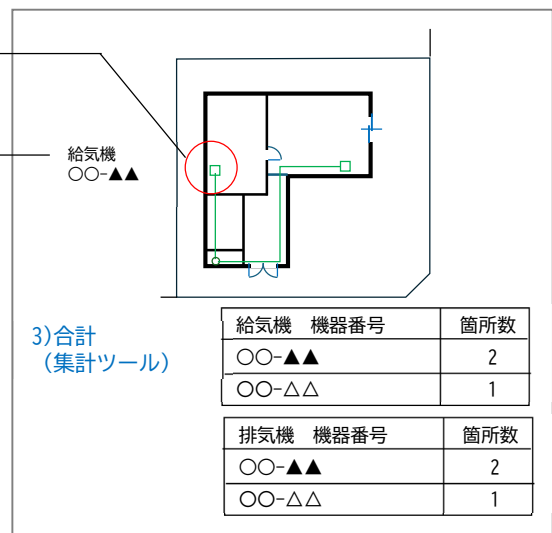 給気機
○○-▲▲
3)合計
(集計ツール)
給気機　機器番号　箇所数
○○-▲▲　2
○○-△△　1
排気機　機器番号　箇所数
○○-▲▲　2
○○-△△　1